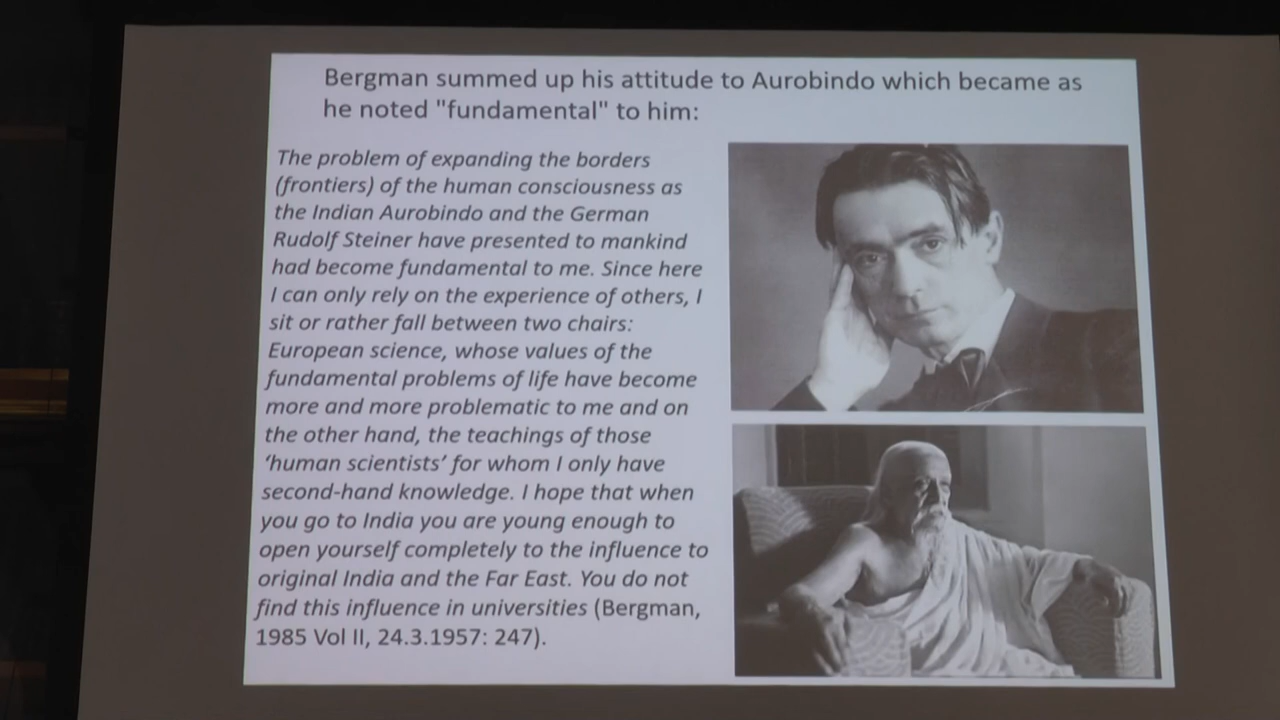 Bergman summed up his attitude to Aurobindo which became as
he noted "fundamental" to him:
The problem of expanding the borders
(frontiers) of the human consciousness as
the Indian Aurobindo and the German
Rudolf Steiner have presented to mankind
had become fundamental to me. Since here
I can only rely on the experience of others, I
sit or rather fall between two chairs:
European science, whose values of the
fundamental problems of life have become
more and more problematic to me and on
the other hand, the teachings of those
‘human scientists’ for whom I only have
second-hand knowledge. I hope that when
you go to India you are young enough to
open yourself completely to the influence to
original India and the Far East. You do not
find this influence in universities (Bergman,
1985 Vol II, 24.3.1957: 247).